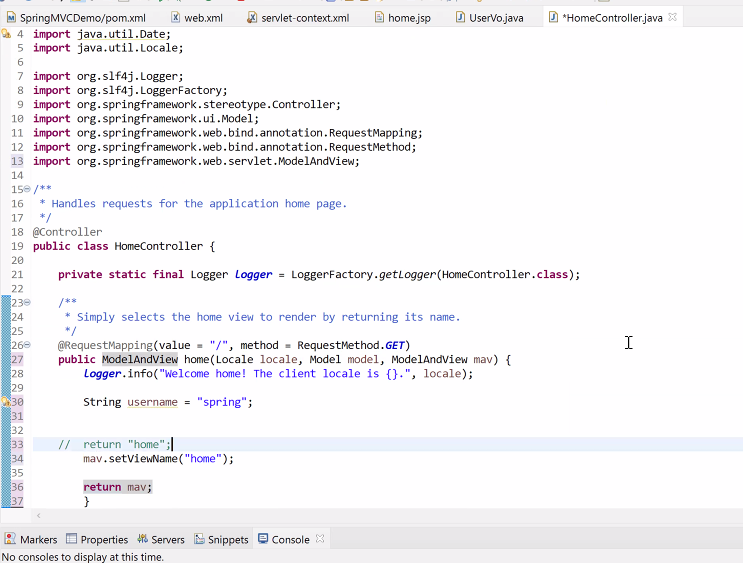 SpringMVCDemo/pom.xml web.xml servlet-context.xml home.jsp UserVo.java *HomeController.java
4 import java.util.Date;
5 import java.util.Locale;
6
7 import org.slf4j.Logger;
8 import org.slf4j.LoggerFactory;
9 import org.springframework.stereotype.Controller;
10 import org.springframework.ui.Model;
11 import org.springframework.web.bind.annotation.RequestMapping;
12 import org.springframework.web.bind.annotation.RequestMethod;
13 import org.springframework.web.servlet.ModelAndView;
14
15 /**
16 * Handles requests for the application home page.
17 */
18 @Controller
19 public class HomeController {
20
21 private static final Logger logger = LoggerFactory.getLogger(HomeController.class);
22
23 /**
24 * Simply selects the home view to render by returning its name.
25 */
26 @RequestMapping(value = "/", method = RequestMethod.GET)
27 public ModelAndView home(Locale locale, Model model, ModelAndView mav) {
28 logger.info("Welcome home! The client locale is {}.", locale);
29
30 String username = "spring";
31
32
33 // return "home";
34 mav.setViewName("home");
35
36 return mav;
37 }
Markers Properties Servers Snippets Console
No consoles to display at this time.